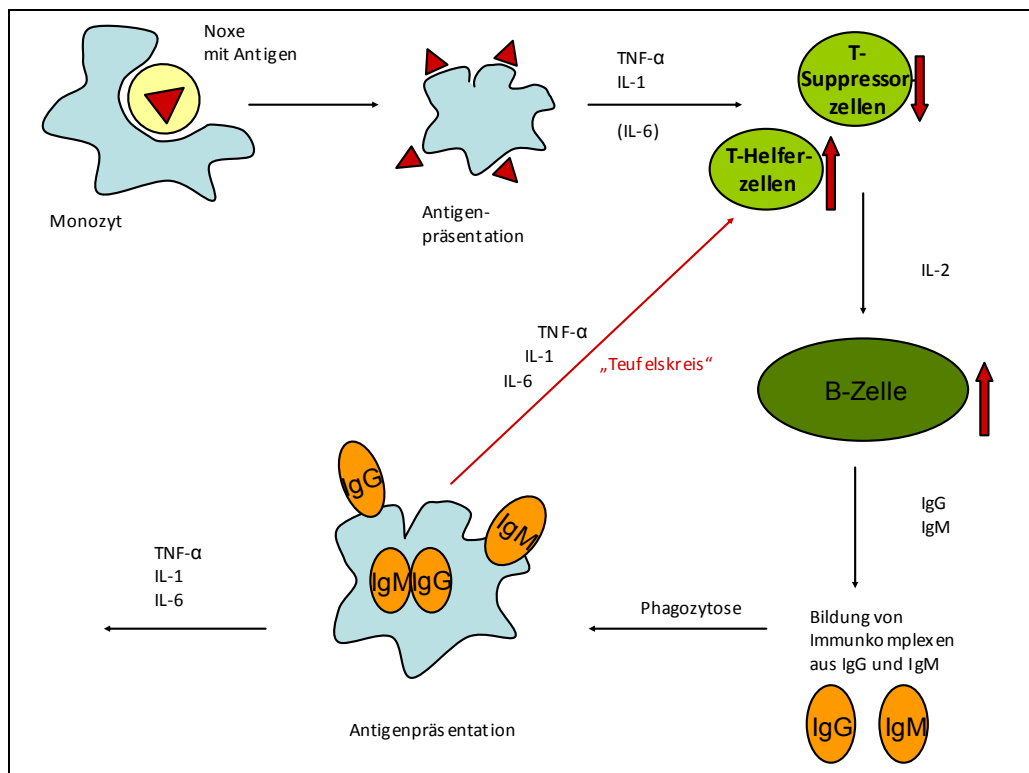 Noxe
mit Antigen
Monozyt
Antigen-
präsentation
TNF-α
IL-1
(IL-6)
T-
Suppressor-
zellen
T-Helfer-
zellen
IL-2
B-Zelle
IgG
IgM
Bildung von
Immunkomplexen
aus IgG und IgM
IgG
IgM
Phagozytose
IgG
IgM
IgM
IgG
Antigenpräsentation
TNF-α
IL-1
IL-6
„Teufelskreis“
TNF-α
IL-1
IL-6